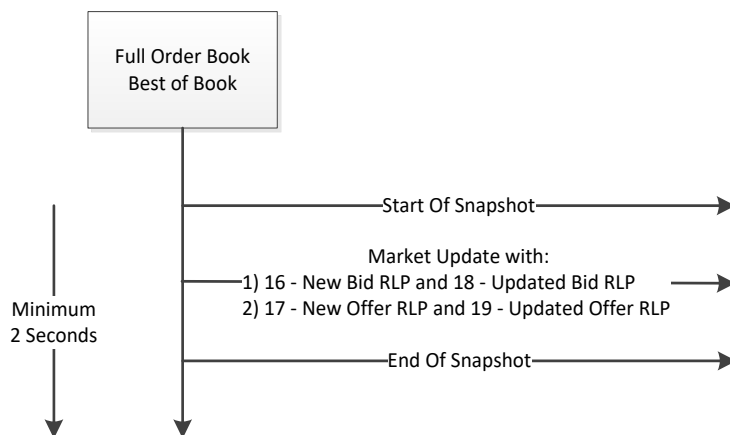 Full Order Book
Best of Book
Start Of Snapshot
Market Update with:
1) 16 - New Bid RLP and 18 - Updated Bid RLP
2) 17 - New Offer RLP and 19 - Updated Offer RLP
Minimum
2 Seconds
End Of Snapshot